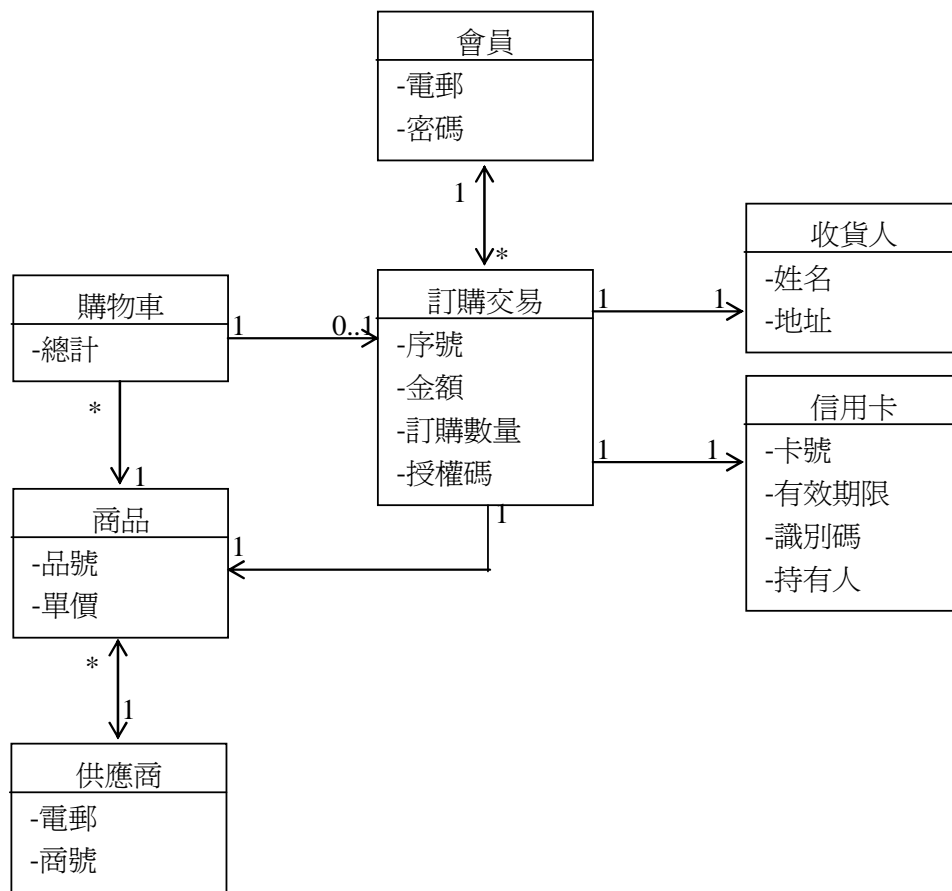 會員
-電郵
-密碼
1
*
收貨人
-姓名
-地址
購物車
-總計
1
0..1
訂購交易
-序號
-金額
-訂購數量
-授權碼
1
1
信用卡
-卡號
-有效期限
-識別碼
-持有人
1
1
*
1
1
商品
-品號
-單價
1
*
1
供應商
-電郵
-商號